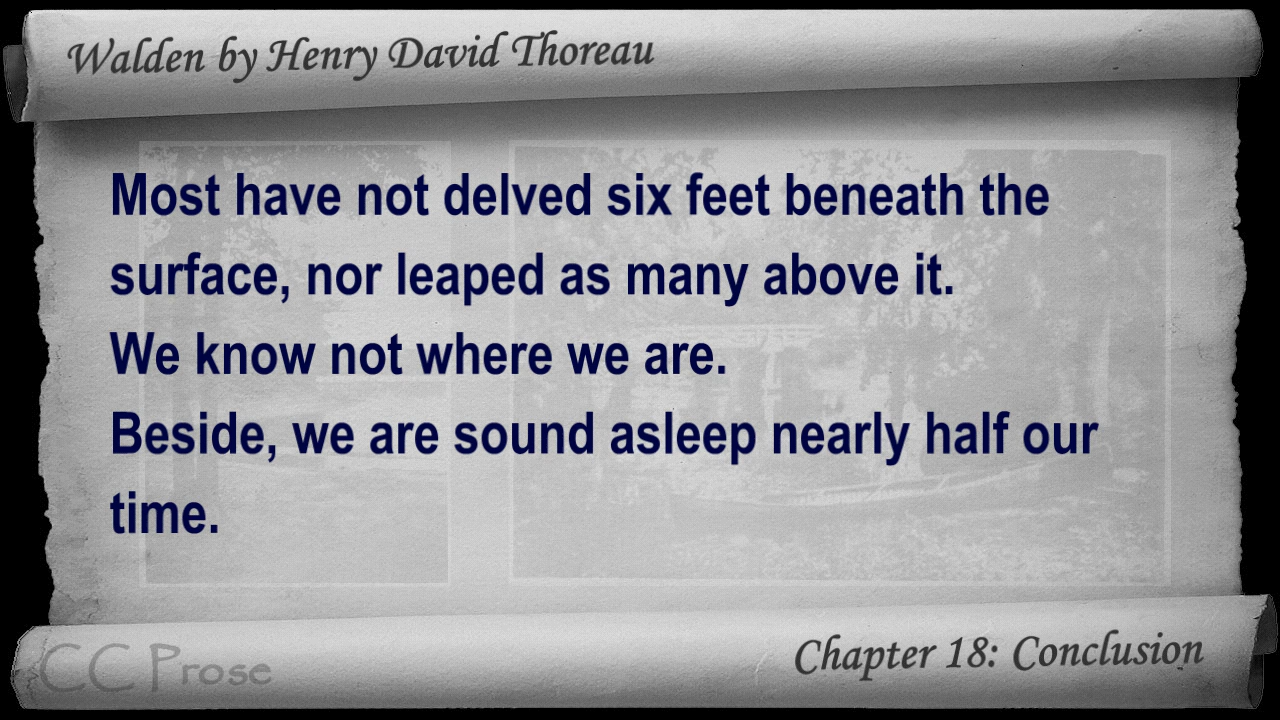 Walden by Henry David Thoreau
Most have not delved six feet beneath the
surface, nor leaped as many above it.
We know not where we are.
Beside, we are sound asleep nearly half our
time.
CC Prose
Chapter 18: Conclusion